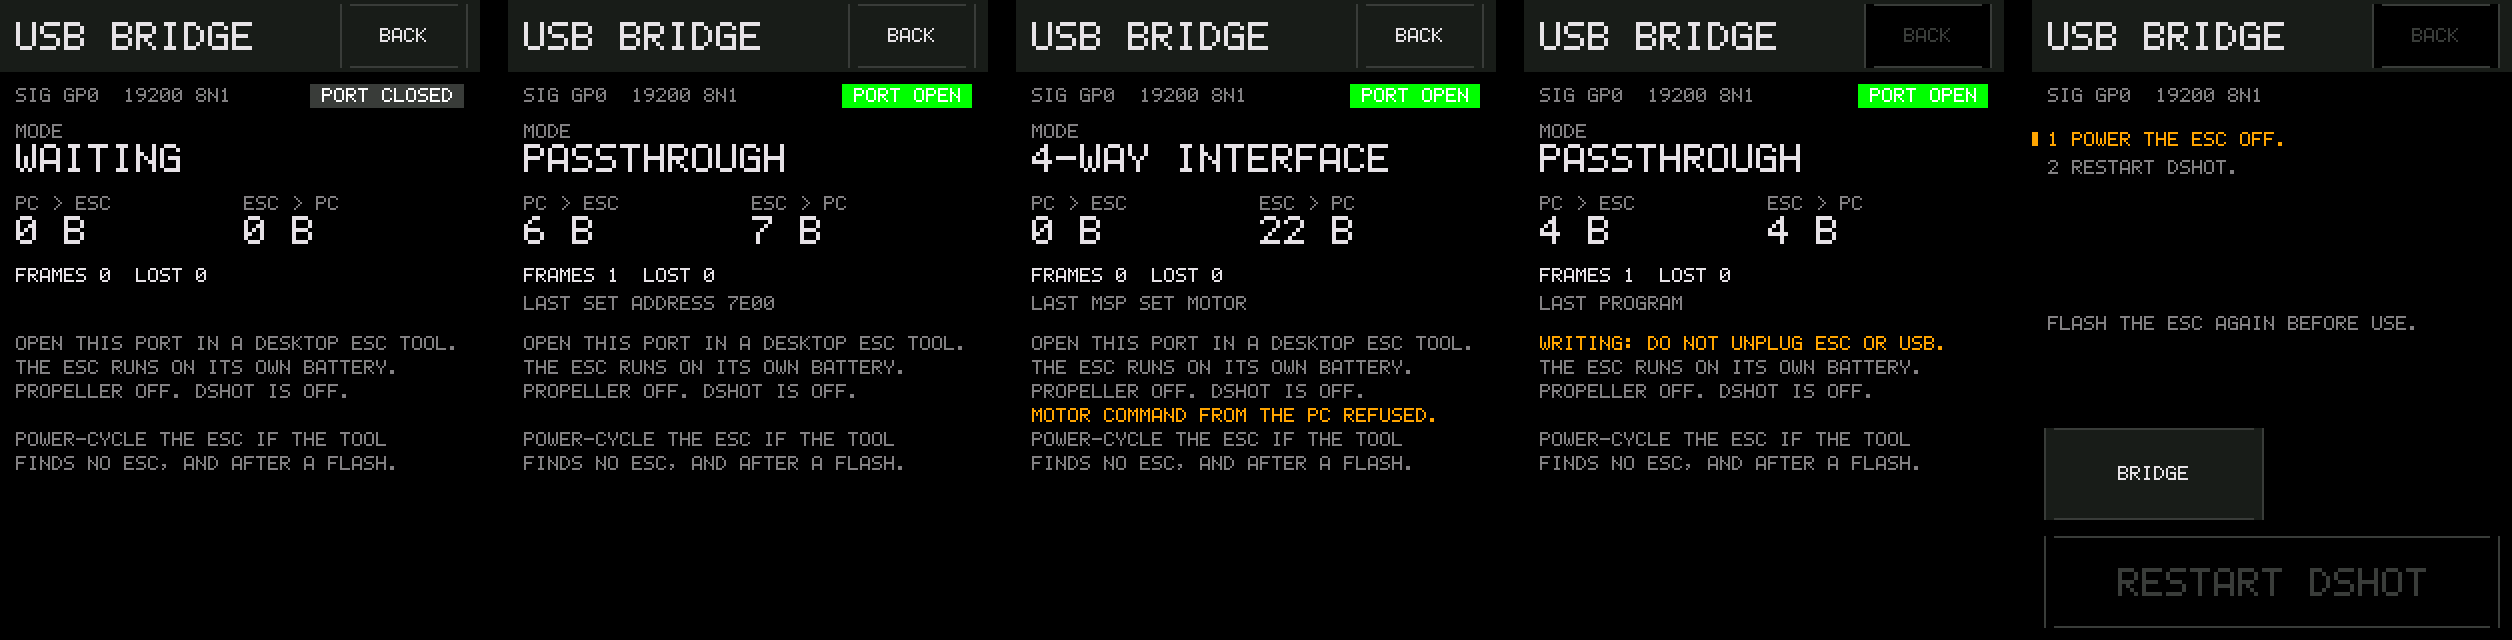 USB BRIDGE BACK
SIG GP0 19200 8N1 PORT CLOSED
MODE
WAITING
PC > ESC ESC > PC
0 B 0 B
FRAMES 0 LOST 0
OPEN THIS PORT IN A DESKTOP ESC TOOL.
THE ESC RUNS ON ITS OWN BATTERY.
PROPELLER OFF. DSHOT IS OFF.
POWER-CYCLE THE ESC IF THE TOOL
FINDS NO ESC, AND AFTER A FLASH.
USB BRIDGE BACK
SIG GP0 19200 8N1 PORT OPEN
MODE
PASSTHROUGH
PC > ESC ESC > PC
6 B 7 B
FRAMES 1 LOST 0
LAST SET ADDRESS 7E00
OPEN THIS PORT IN A DESKTOP ESC TOOL.
THE ESC RUNS ON ITS OWN BATTERY.
PROPELLER OFF. DSHOT IS OFF.
POWER-CYCLE THE ESC IF THE TOOL
FINDS NO ESC, AND AFTER A FLASH.
USB BRIDGE BACK
SIG GP0 19200 8N1 PORT OPEN
MODE
4-WAY INTERFACE
PC > ESC ESC > PC
0 B 22 B
FRAMES 0 LOST 0
LAST MSP SET MOTOR
OPEN THIS PORT IN A DESKTOP ESC TOOL.
THE ESC RUNS ON ITS OWN BATTERY.
PROPELLER OFF. DSHOT IS OFF.
MOTOR COMMAND FROM THE PC REFUSED.
POWER-CYCLE THE ESC IF THE TOOL
FINDS NO ESC, AND AFTER A FLASH.
USB BRIDGE BACK
SIG GP0 19200 8N1 PORT OPEN
MODE
PASSTHROUGH
PC > ESC ESC > PC
4 B 4 B
FRAMES 1 LOST 0
LAST PROGRAM
WRITING: DO NOT UNPLUG ESC OR USB.
THE ESC RUNS ON ITS OWN BATTERY.
PROPELLER OFF. DSHOT IS OFF.
POWER-CYCLE THE ESC IF THE TOOL
FINDS NO ESC, AND AFTER A FLASH.
USB BRIDGE BACK
SIG GP0 19200 8N1
1 POWER THE ESC OFF.
2 RESTART DSHOT.
FLASH THE ESC AGAIN BEFORE USE.
BRIDGE
RESTART DSHOT